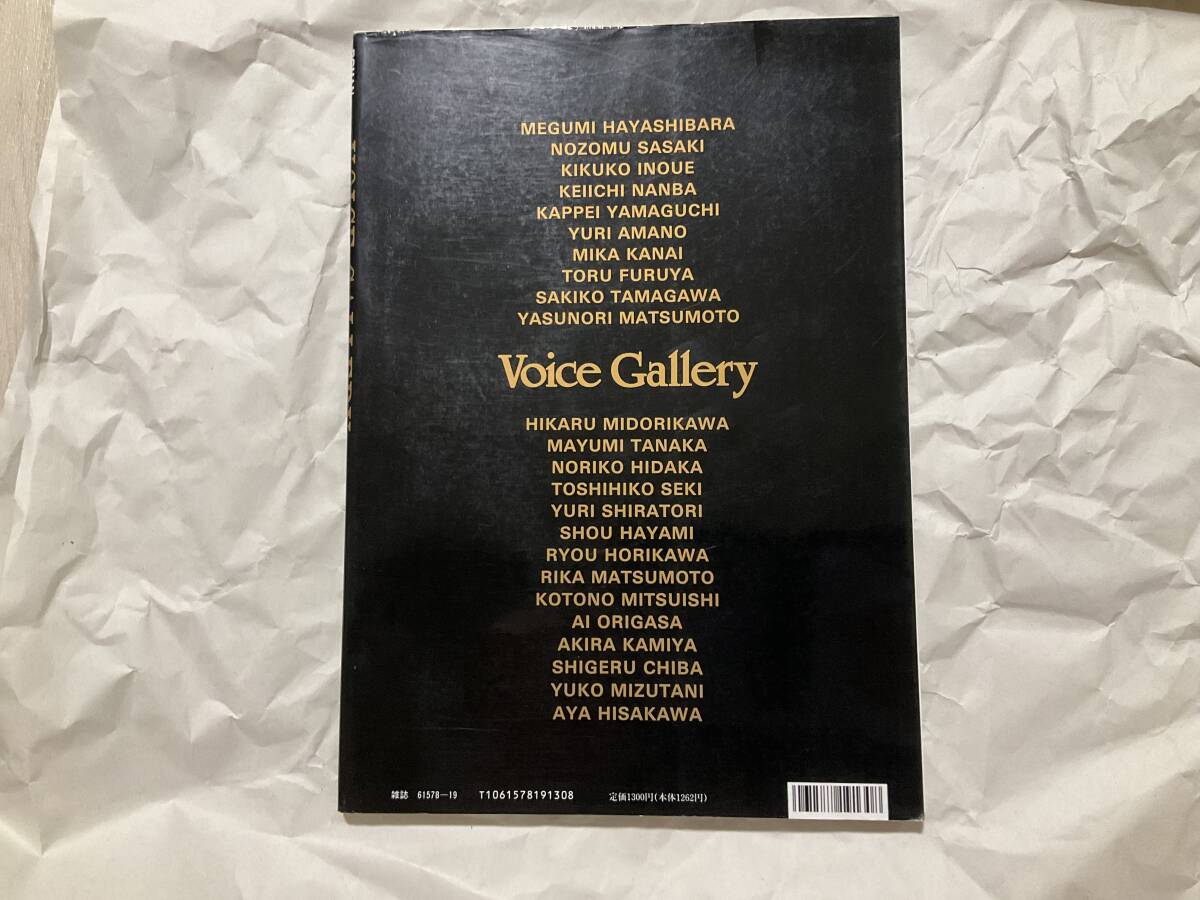 MEGUMI HAYASHIBARA
NOZOMU SASAKI
KIKUKO INOUE
KEIICHI NANBA
KAPPEI YAMAGUCHI
YURI AMANO
MIKA KANAI
TORU FURUYA
SAKIKO TAMAGAWA
YASUNORI MATSUMOTO
Voice Gallery
HIKARU MIDORIKAWA
MAYUMI TANAKA
NORIKO HIDAKA
TOSHIHIKO SEKI
YURI SHIRATORI
SHOU HAYAMI
RYOU HORIKAWA
RIKA MATSUMOTO
KOTONO MITSUISHI
AI ORIGASA
AKIRA KAMIYA
SHIGERU CHIBA
YUKO MIZUTANI
AYA HISAKAWA
雑誌 61578-19 T1061578191308 定価1300円(本体1262円)